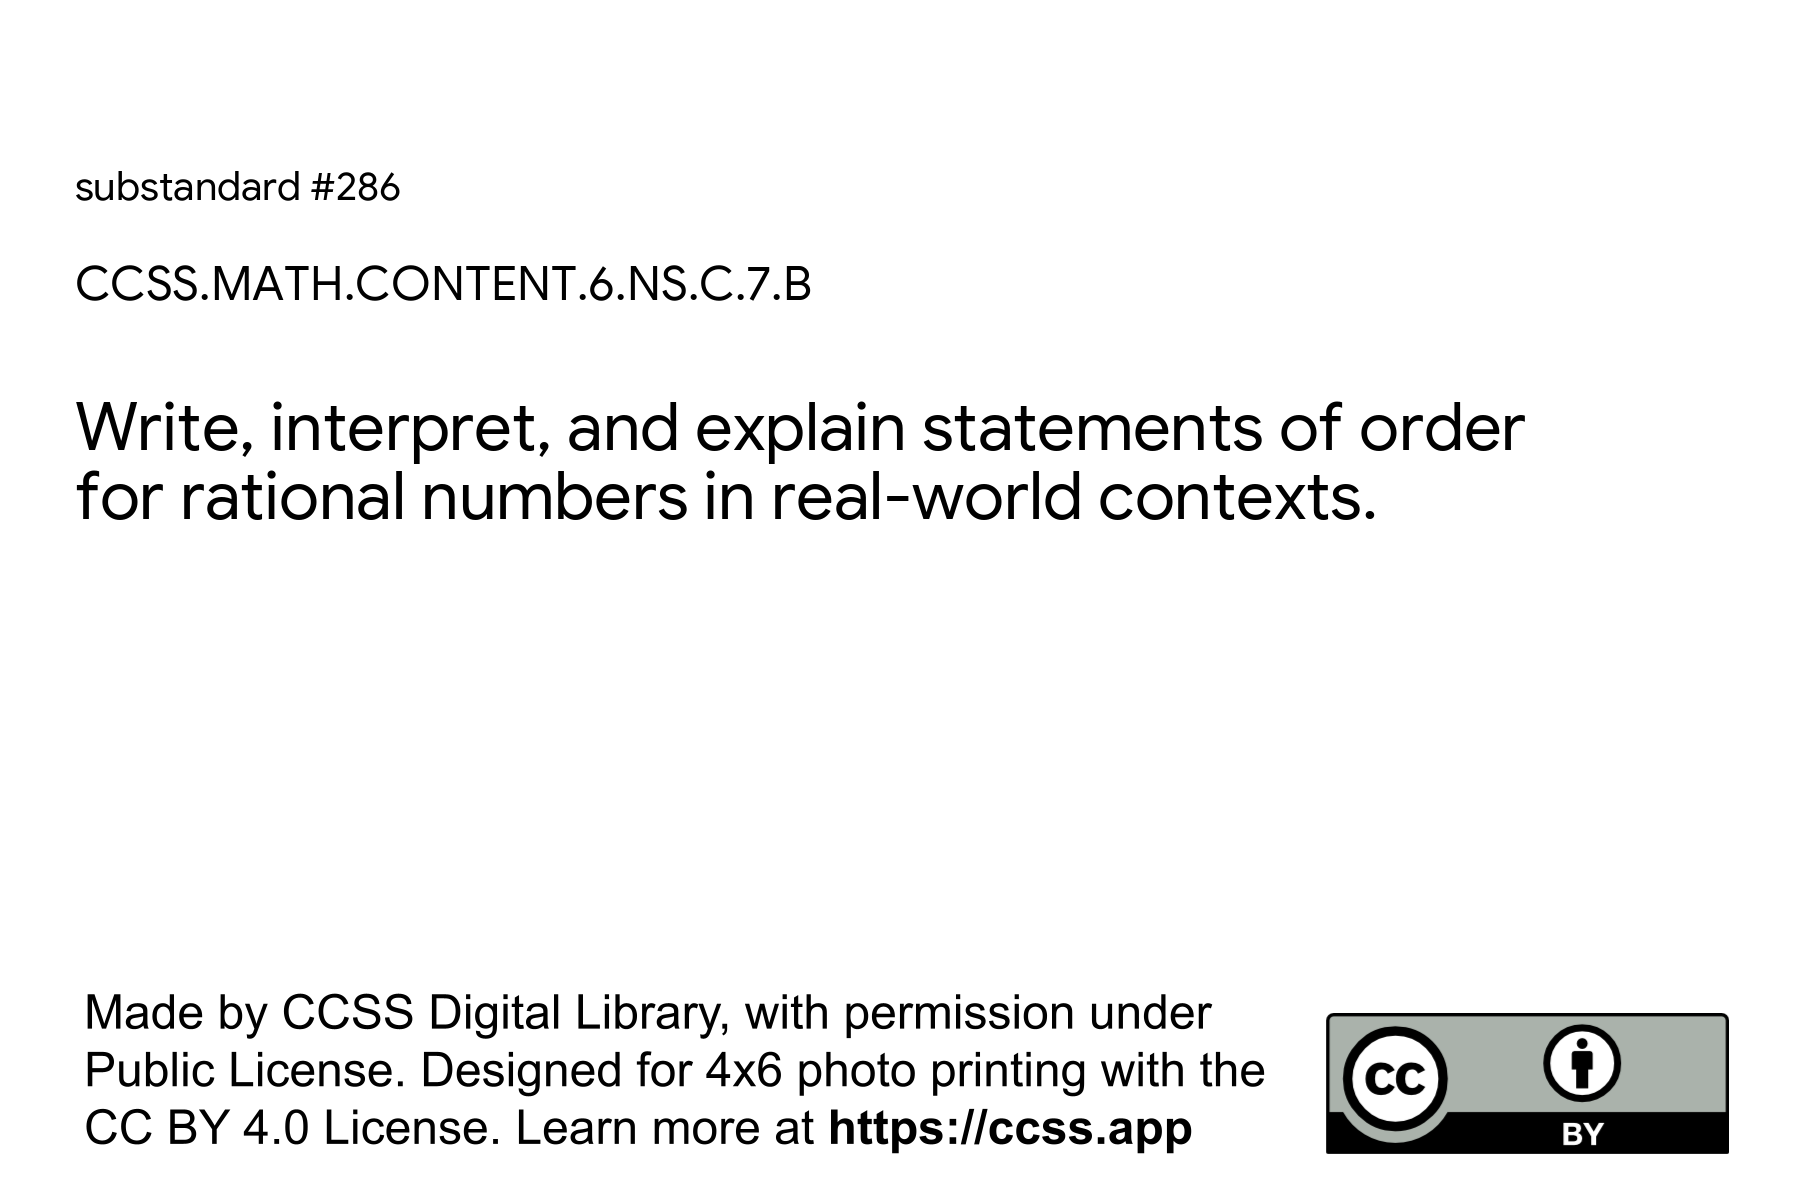 substandard #286
CCSS.MATH.CONTENT.6.NS.C.7.B
Write, interpret, and explain statements of order
for rational numbers in real-world contexts.
Made by CCSS Digital Library, with permission under
Public License. Designed for 4x6 photo printing with the
CC BY 4.0 License. Learn more at https://ccss.app
CC
BY